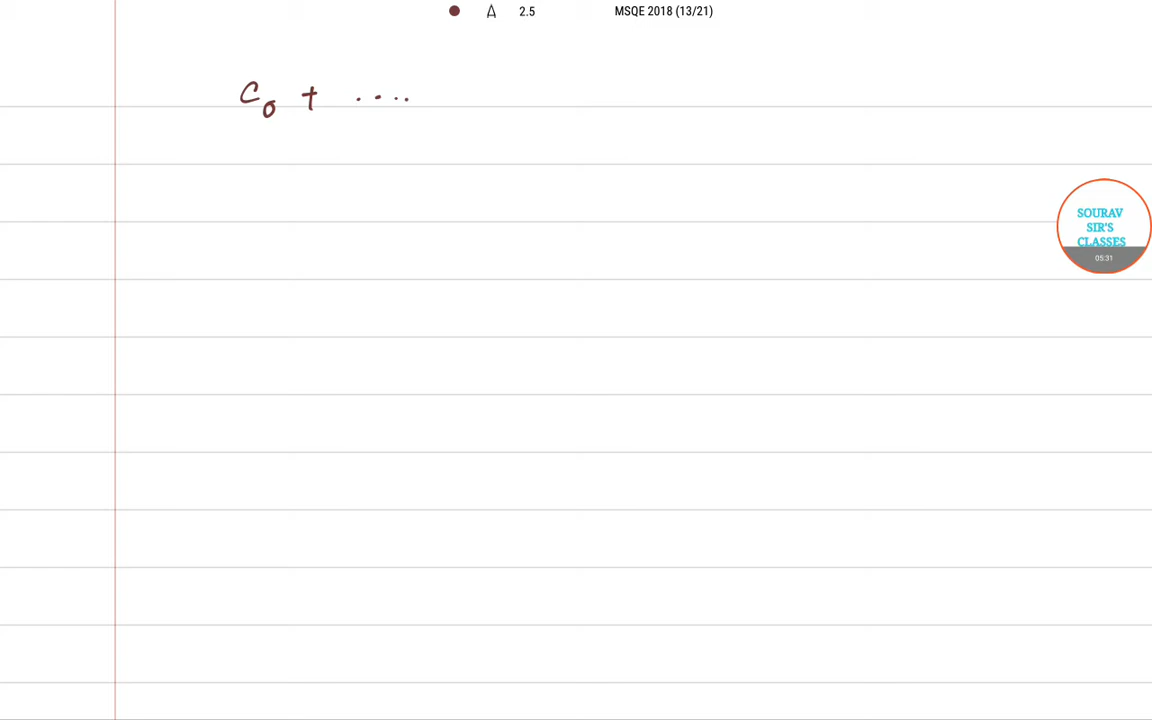 A 2.5 MSQE 2018 (13/21)
C₀ + ....
SOURAV
SIR'S
CLASSES
05:31